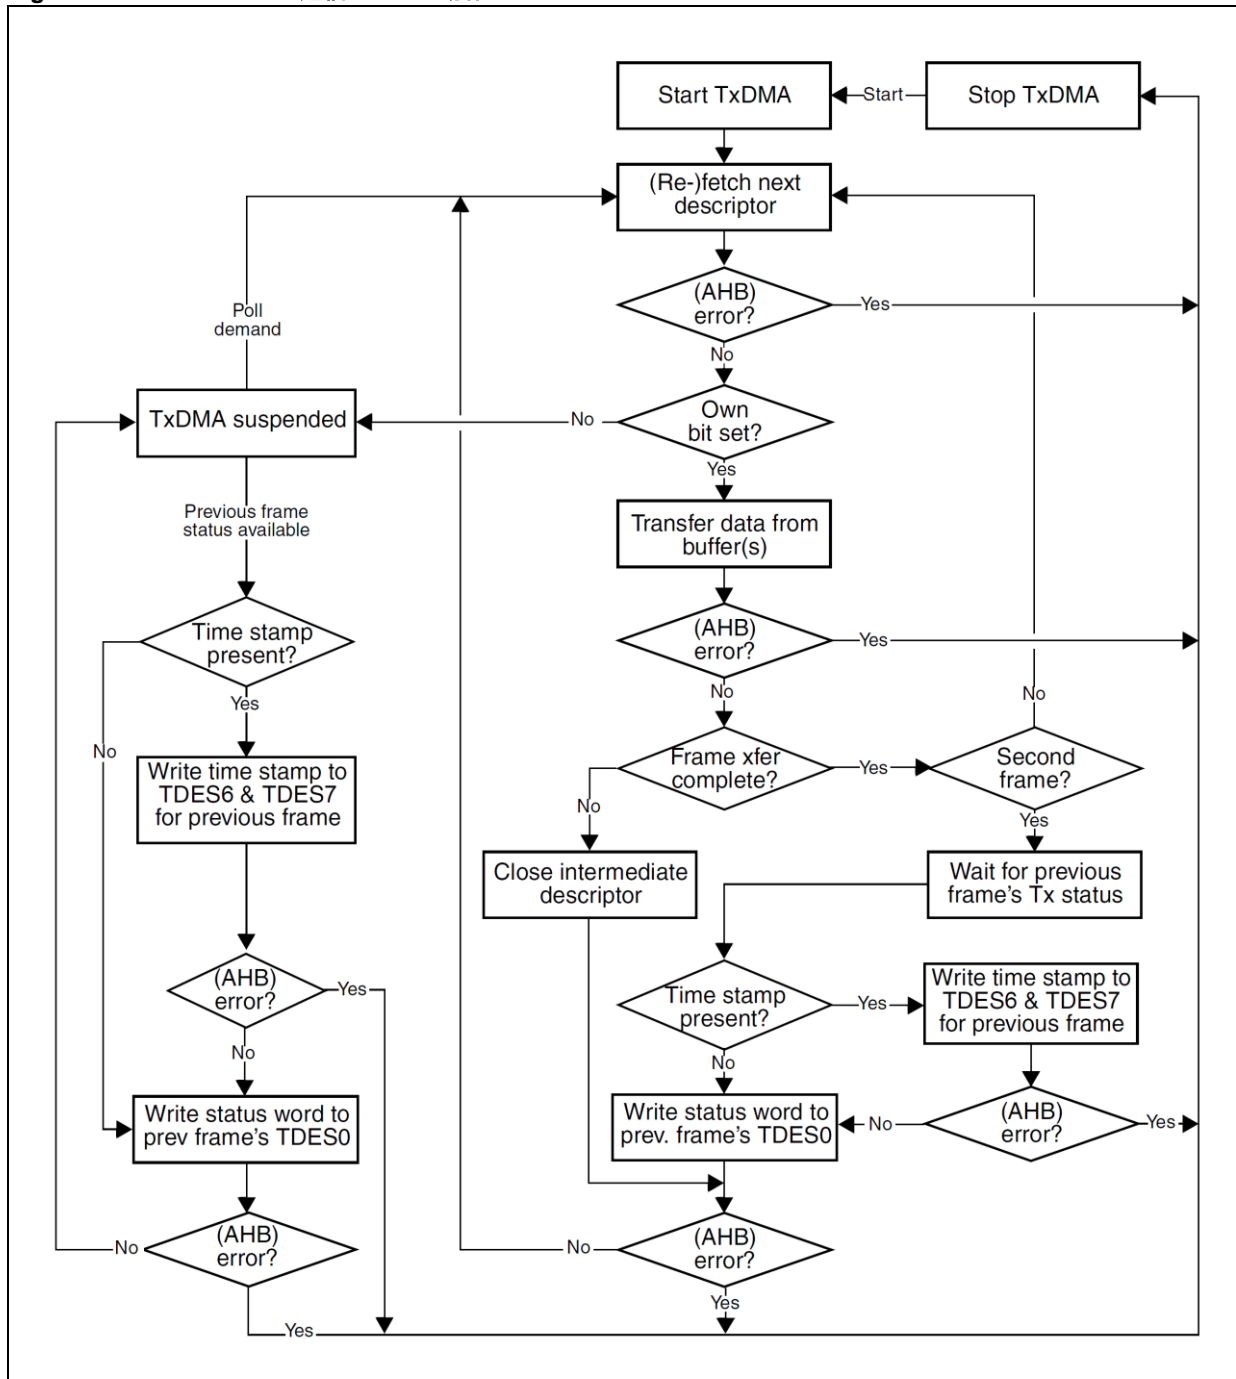 Start TxDMA
Start
Stop TxDMA
(Re-)fetch next
descriptor
(AHB)
error?
Yes
No
Poll
demand
TxDMA suspended
No
Own
bit set?
Yes
Previous frame
status available
Transfer data from
buffer(s)
Time stamp
present?
(AHB)
error?
Yes
No
Yes
No
No
Frame xfer
complete?
Yes
Second
frame?
Write time stamp to
TDES6 & TDES7
for previous frame
No
Yes
Close intermediate
descriptor
Wait for previous
frame's Tx status
(AHB)
error?
Yes
No
Time stamp
present?
Yes
Write time stamp to
TDES6 & TDES7
for previous frame
No
Write status word to
prev frame's TDES0
Write status word to
prev. frame's TDES0
No
(AHB)
error?
Yes
No
(AHB)
error?
Yes
No
(AHB)
error?
Yes